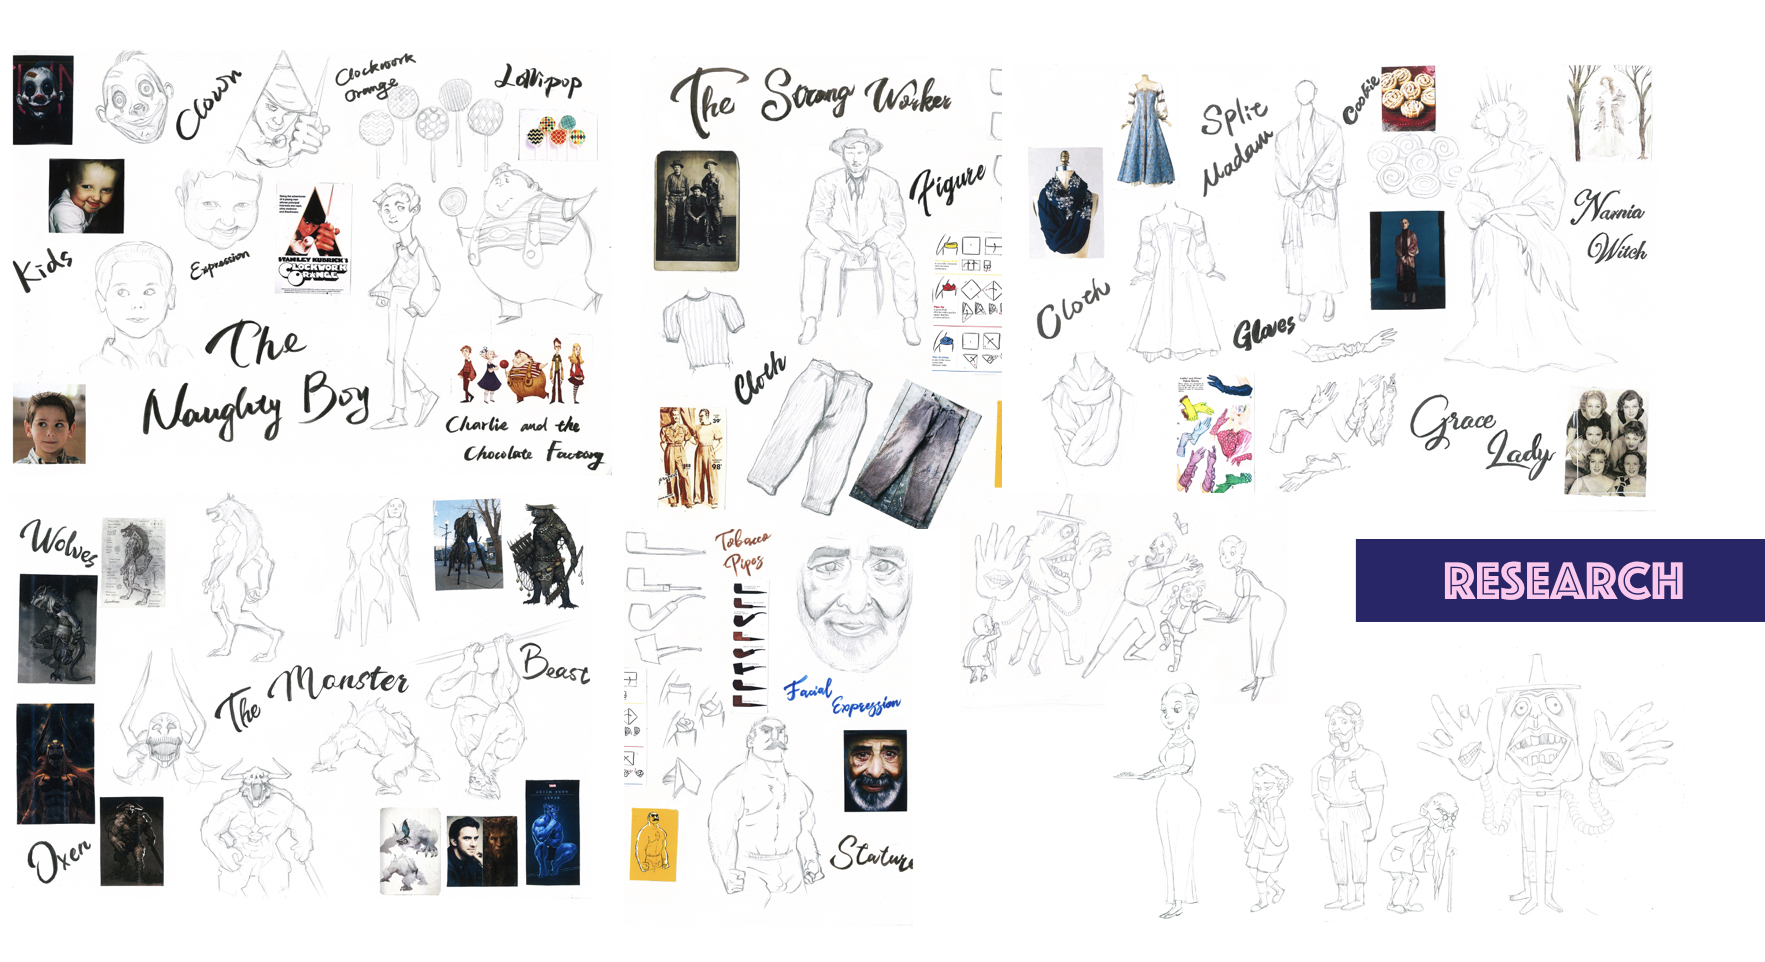 Clown
Clockwork
Orange
Lollipop
Kids
Expression
STANLEY KUBRICK'S
CLOCKWORK
ORANGE
The
Naughty Boy
Charlie and the
Chocolate Factory
The Strong Worker
Figure
Cloth
98¢
Split
Madam
Cookie
Narnia
Witch
Cloth
Gloves
Grace
Lady
Wolves
The Monster
Beast
Oxen
Tobacco
Pipes
Facial
Expression
Stature
RESEARCH